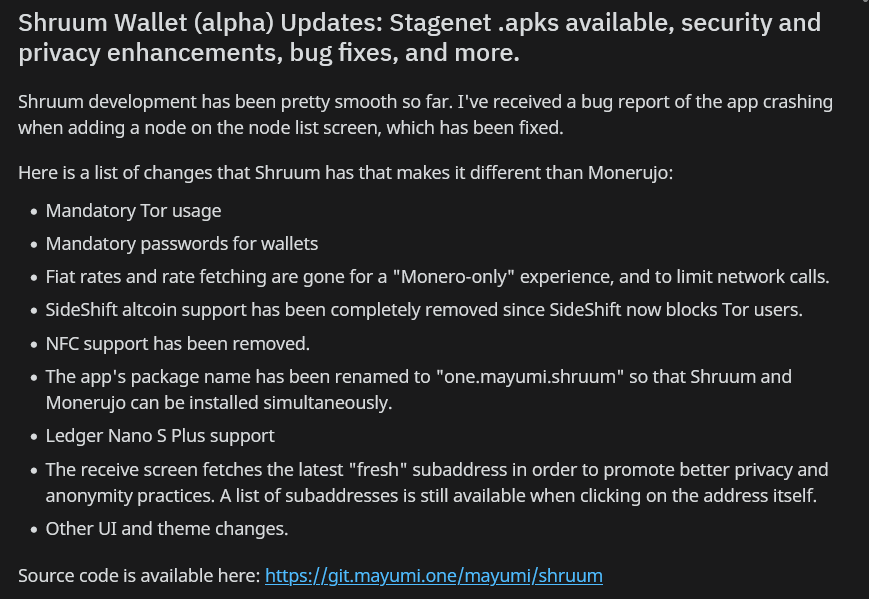 Shruum Wallet (alpha) Updates: Stagenet .apks available, security and
privacy enhancements, bug fixes, and more.
Shruum development has been pretty smooth so far. I've received a bug report of the app crashing
when adding a node on the node list screen, which has been fixed.
Here is a list of changes that Shruum has that makes it different than Monerujo:
• Mandatory Tor usage
• Mandatory passwords for wallets
• Fiat rates and rate fetching are gone for a "Monero-only" experience, and to limit network calls.
• SideShift altcoin support has been completely removed since SideShift now blocks Tor users.
• NFC support has been removed.
• The app's package name has been renamed to "one.mayumi.shruum" so that Shruum and
Monerujo can be installed simultaneously.
• Ledger Nano S Plus support
• The receive screen fetches the latest "fresh" subaddress in order to promote better privacy and
anonymity practices. A list of subaddresses is still available when clicking on the address itself.
• Other UI and theme changes.
Source code is available here: https://git.mayumi.one/mayumi/shruum